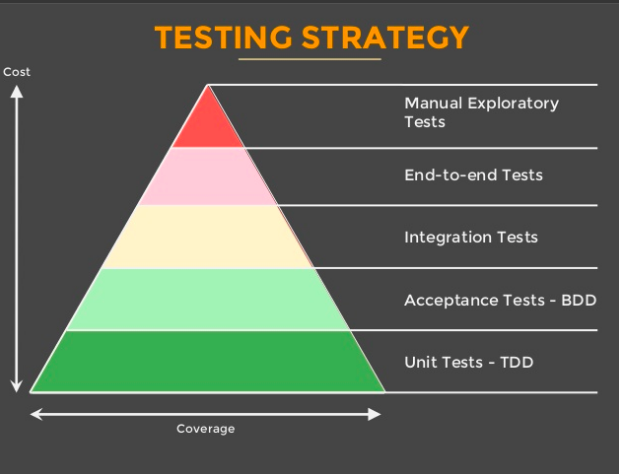 TESTING STRATEGY
Cost
Manual Exploratory
Tests
End-to-end Tests
Integration Tests
Acceptance Tests - BDD
Unit Tests - TDD
Coverage